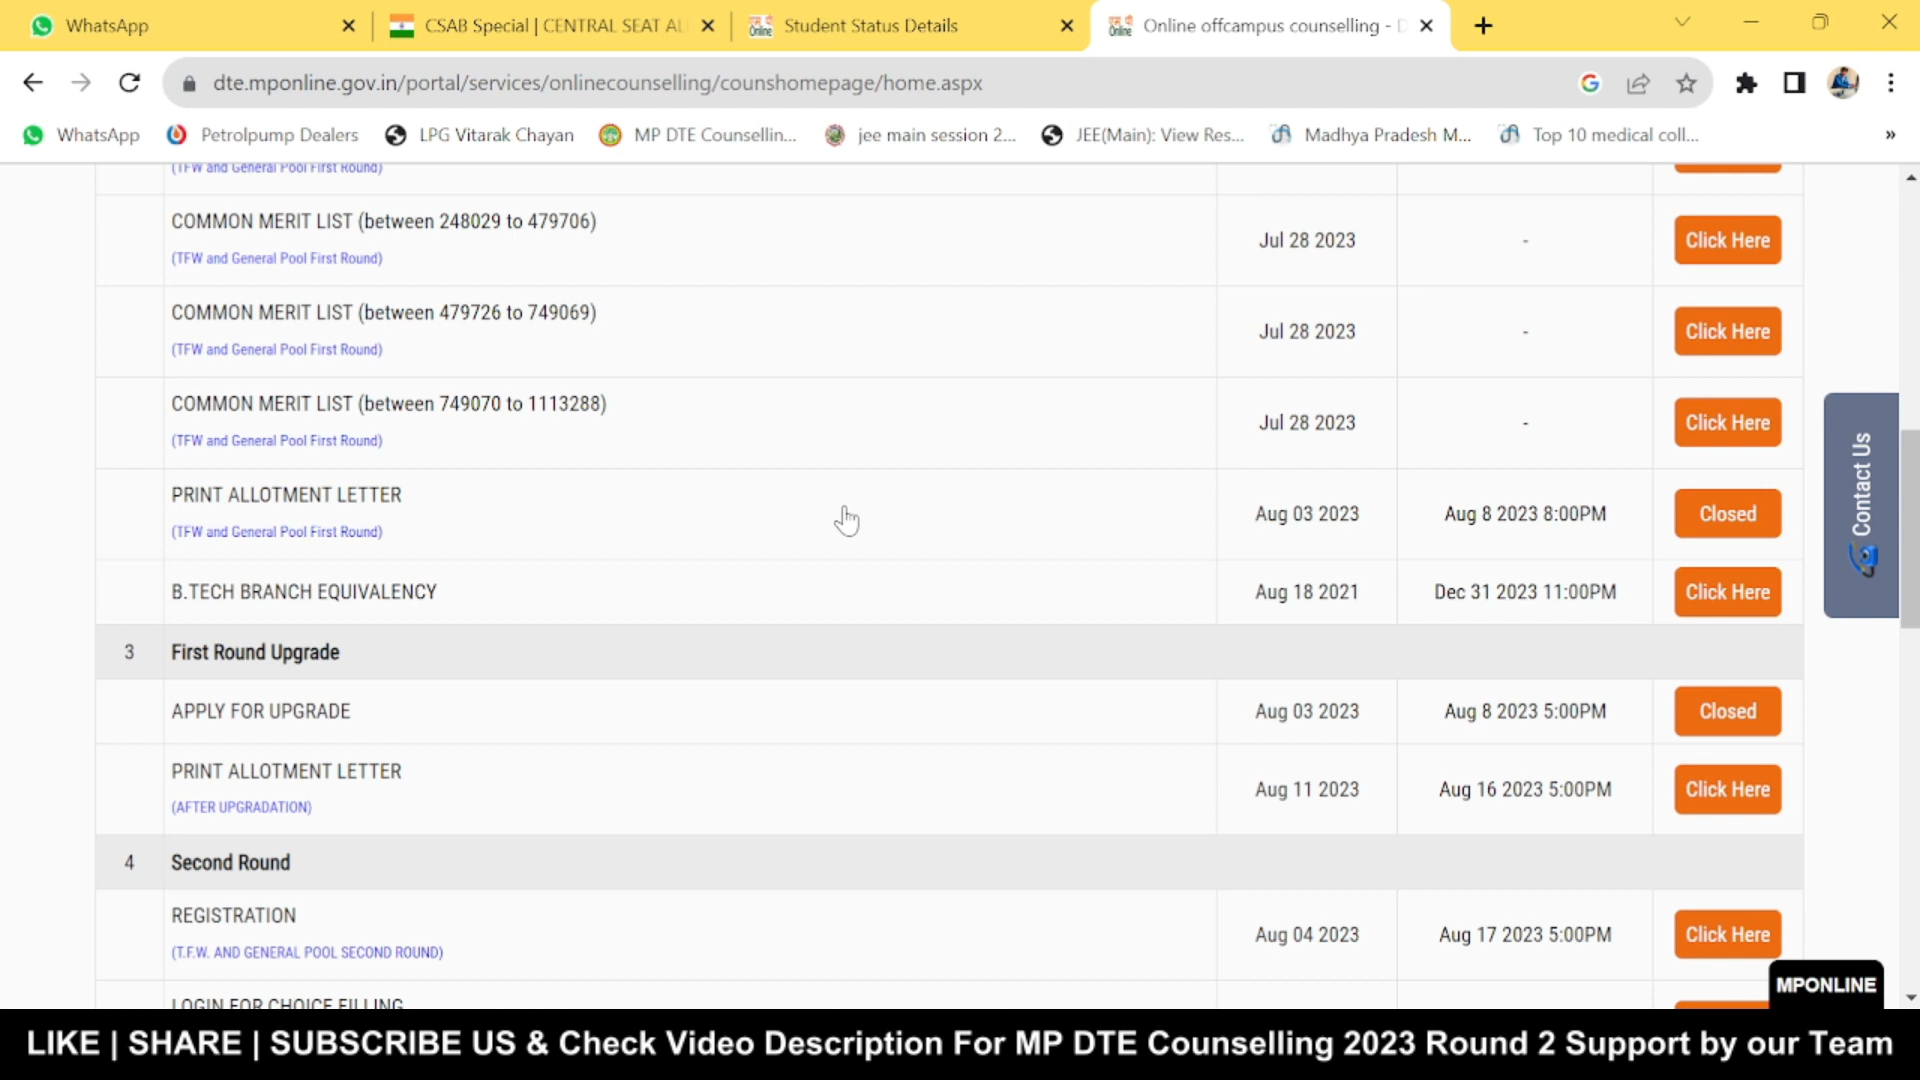 WhatsApp
CSAB Special | CENTRAL SEAT AL
Student Status Details
Online offcampus counselling - D
dte.mponline.gov.in/portal/services/onlinecounselling/counshomepage/home.aspx
WhatsApp
Petrolpump Dealers
LPG Vitarak Chayan
MP DTE Counsellin...
jee main session 2...
JEE(Main): View Res...
Madhya Pradesh M...
Top 10 medical coll...
»
(TFW and General Pool First Round)
COMMON MERIT LIST (between 248029 to 479706)
(TFW and General Pool First Round)
Jul 28 2023
-
Click Here
COMMON MERIT LIST (between 479726 to 749069)
(TFW and General Pool First Round)
Jul 28 2023
-
Click Here
COMMON MERIT LIST (between 749070 to 1113288)
(TFW and General Pool First Round)
Jul 28 2023
-
Click Here
PRINT ALLOTMENT LETTER
(TFW and General Pool First Round)
Aug 03 2023
Aug 8 2023 8:00PM
Closed
B.TECH BRANCH EQUIVALENCY
Aug 18 2021
Dec 31 2023 11:00PM
Click Here
3 First Round Upgrade
APPLY FOR UPGRADE
Aug 03 2023
Aug 8 2023 5:00PM
Closed
PRINT ALLOTMENT LETTER
(AFTER UPGRADATION)
Aug 11 2023
Aug 16 2023 5:00PM
Click Here
4 Second Round
REGISTRATION
(T.F.W. AND GENERAL POOL SECOND ROUND)
Aug 04 2023
Aug 17 2023 5:00PM
Click Here
LOGIN FOR CHOICE FILLING
Contact Us
MPONLINE
LIKE | SHARE | SUBSCRIBE US & Check Video Description For MP DTE Counselling 2023 Round 2 Support by our Team